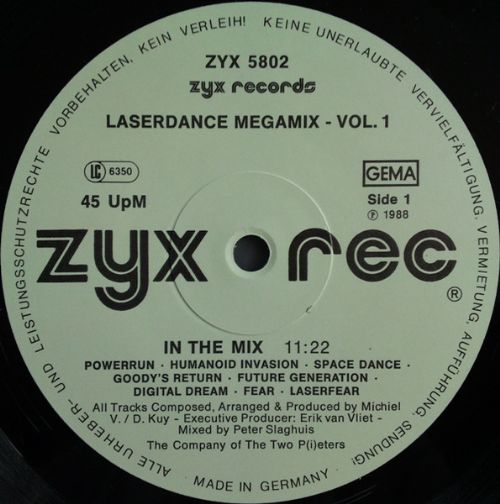 ALLE URHEBER- UND LEISTUNGSSCHUTZRECHTE VORBEHALTEN. KEIN VERLEIH! KEINE UNERLAUBTE VERVIELFÄLTIGUNG. VERMIETUNG. AUFFÜHRUNG. SENDUNG!
ZYX 5802
zyx records
LASERDANCE MEGAMIX - VOL. 1
LC 6350
GEMA
45 UpM
Side 1
Ⓟ 1988
zyx rec
®
IN THE MIX 11:22
POWERRUN · HUMANOID INVASION · SPACE DANCE ·
GOODY'S RETURN · FUTURE GENERATION ·
DIGITAL DREAM · FEAR · LASERFEAR
All Tracks Composed, Arranged & Produced by Michiel
V. / D. Kuy - Executive Producer: Erik van Vliet -
Mixed by Peter Slaghuis
The Company of The Two P(i)eters
· MADE IN GERMANY ·